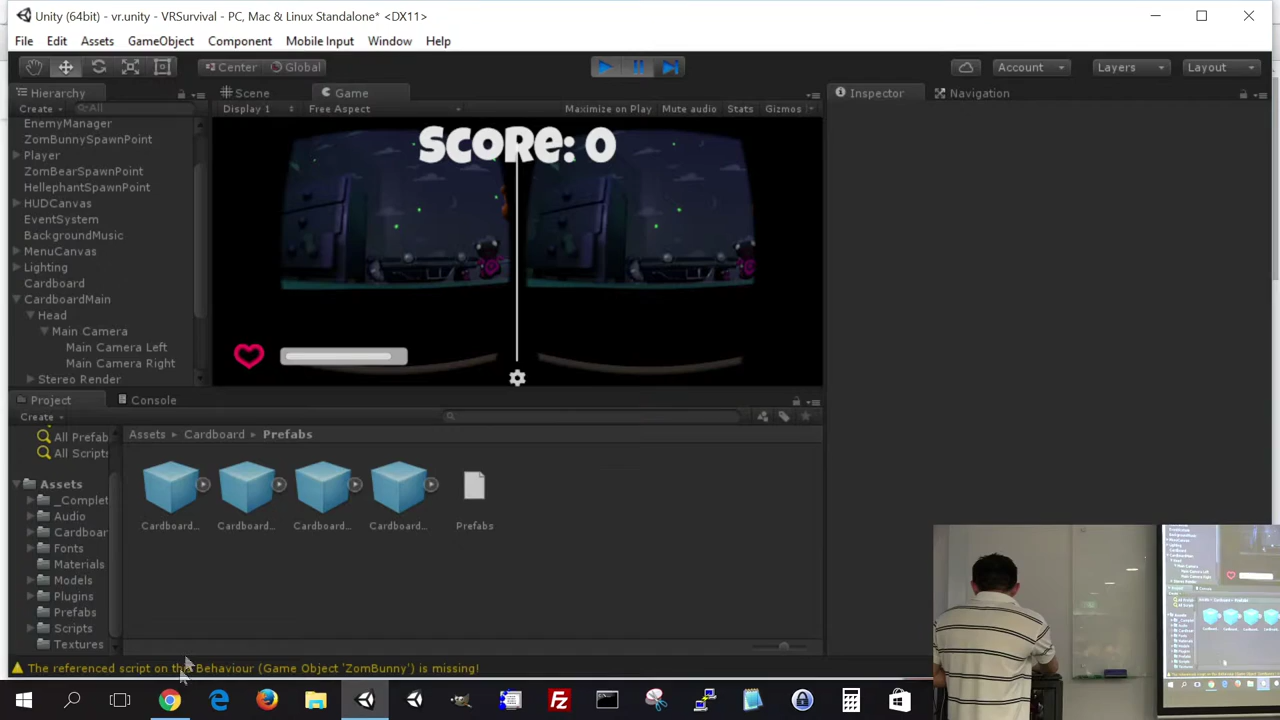 Unity (64bit) - vr.unity - VRSurvival - PC, Mac & Linux Standalone* <DX11>
File Edit Assets GameObject Component Mobile Input Window Help
Center Global Account Layers Layout
Hierarchy Scene Game Inspector Navigation
Create All Display 1 Free Aspect Maximize on Play Mute audio Stats Gizmos
EnemyManager
ZomBunnySpawnPoint
Player
ZomBearSpawnPoint
HellephantSpawnPoint
HUDCanvas
EventSystem
BackgroundMusic
MenuCanvas
Lighting
Cardboard
CardboardMain
Head
Main Camera
Main Camera Left
Main Camera Right
Stereo Render
Score: 0
Project Console
Create
All Prefab
All Scripts
Assets
_Complet
Audio
Cardboar
Fonts
Materials
Models
Plugins
Prefabs
Scripts
Textures
Assets Cardboard Prefabs
Cardboard... Cardboard... Cardboard... Cardboard... Prefabs
The referenced script on this Behaviour (Game Object 'ZomBunny') is missing!